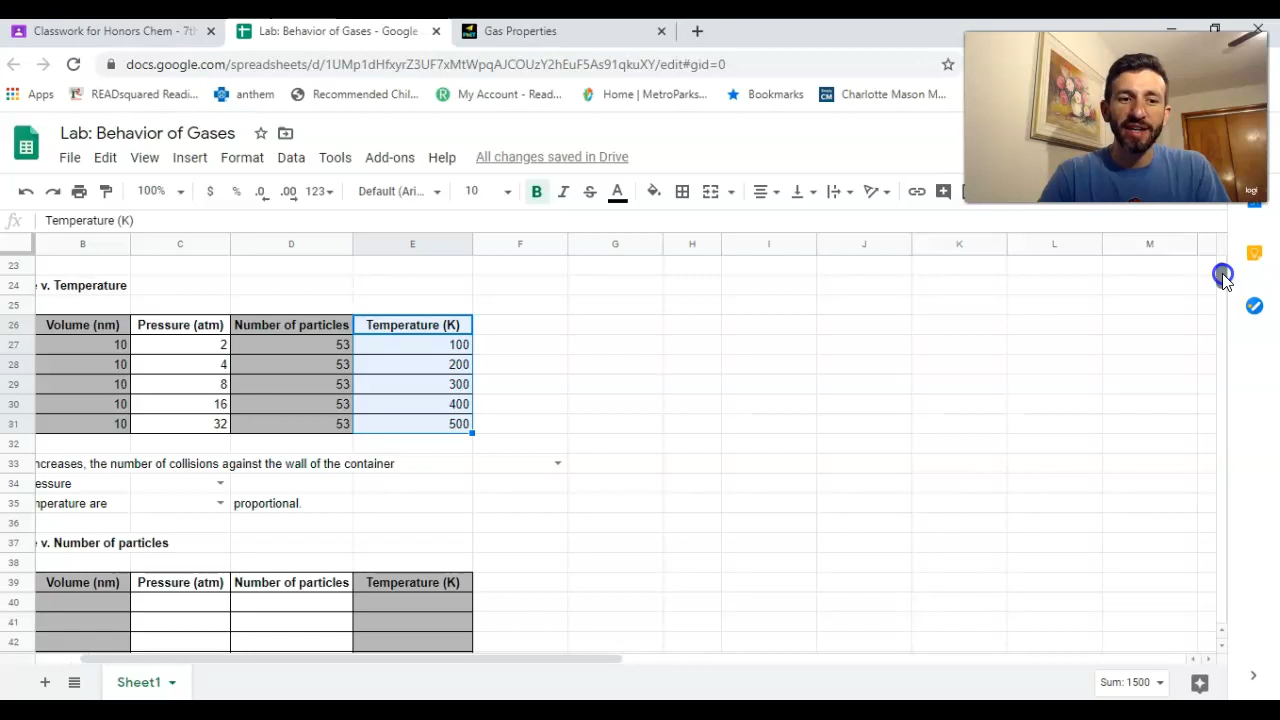 Classwork for Honors Chem - 7th
Lab: Behavior of Gases - Google
PhET Gas Properties
docs.google.com/spreadsheets/d/1UMp1dHfxyrZ3UF7xMtWpqAJCOUzY2hEuF5As91qkuXY/edit#gid=0
Apps READsquared Readi... anthem Recommended Chil... My Account - Read... Home | MetroParks... Bookmarks Charlotte Mason M...
logi
Lab: Behavior of Gases
File Edit View Insert Format Data Tools Add-ons Help All changes saved in Drive
100% $ % .0 .00 123 Default (Ari... 10 B I S A
fx Temperature (K)
B C D E F G H I J K L M
23
24 e v. Temperature
25
26 Volume (nm) Pressure (atm) Number of particles Temperature (K)
27 10 2 53 100
28 10 4 53 200
29 10 8 53 300
30 10 16 53 400
31 10 32 53 500
32
33 ncreases, the number of collisions against the wall of the container
34 essure
35 nperature are proportional.
36
37 e v. Number of particles
38
39 Volume (nm) Pressure (atm) Number of particles Temperature (K)
40
41
42
Sheet1 Sum: 1500